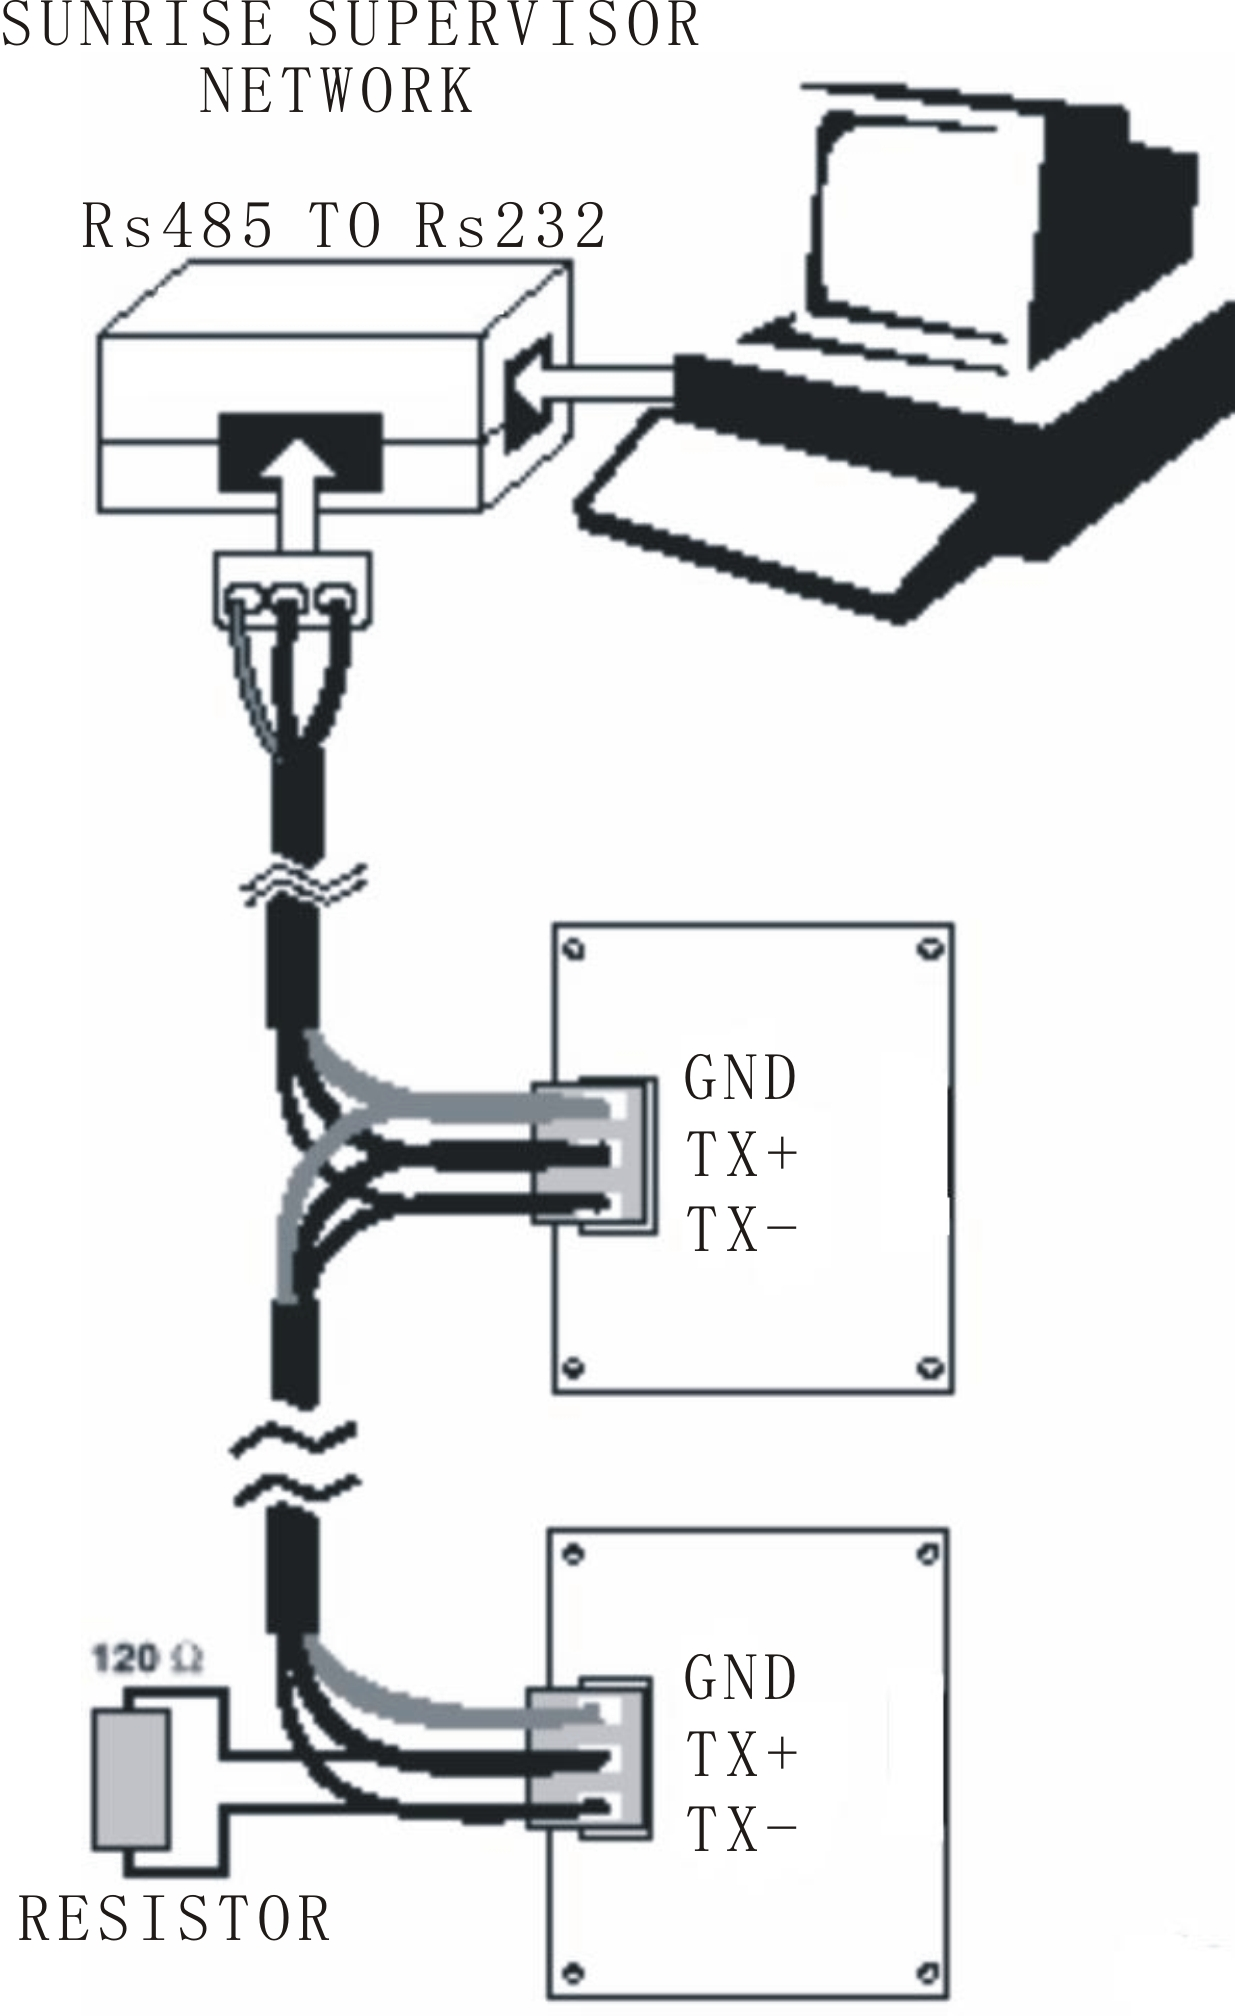 SUNRISE SUPERVISOR
NETWORK
Rs485 TO Rs232
GND
TX+
TX-
120 Ω
GND
TX+
TX-
RESISTOR